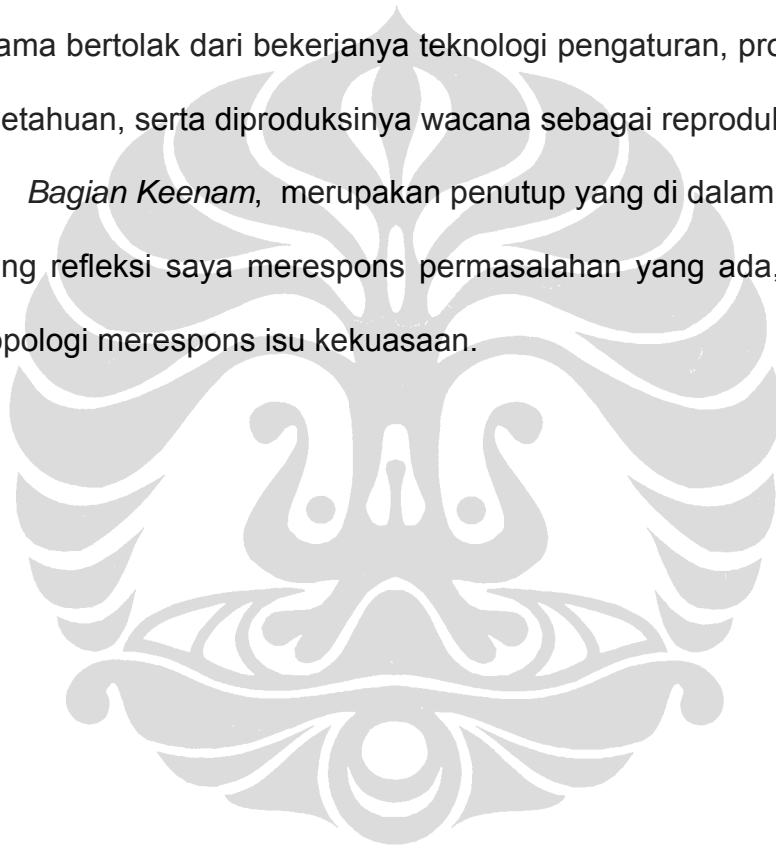 ama bertolak dari bekerjanya teknologi pengaturan, pro
etahuan, serta diproduksinya wacana sebagai reproduk
Bagian Keenam, merupakan penutup yang di dalam
ng refleksi saya merespons permasalahan yang ada,
opologi merespons isu kekuasaan.